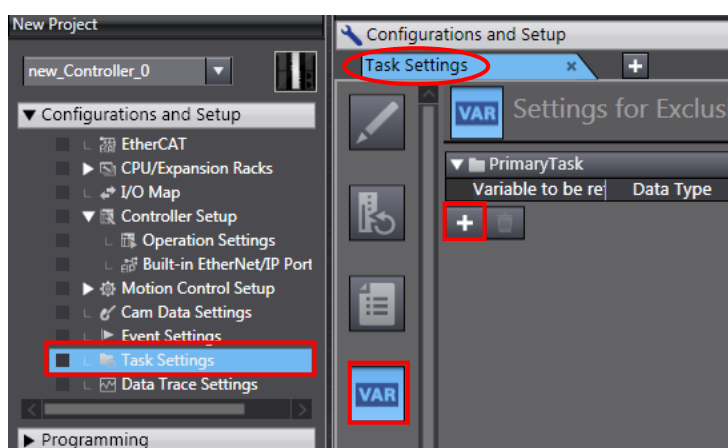 New Project
new_Controller_0
Configurations and Setup
EtherCAT
CPU/Expansion Racks
I/O Map
Controller Setup
Operation Settings
Built-in EtherNet/IP Port
Motion Control Setup
Cam Data Settings
Event Settings
Task Settings
Data Trace Settings
Programming
Configurations and Setup
Task Settings
VAR Settings for Exclus
PrimaryTask
Variable to be re Data Type
VAR